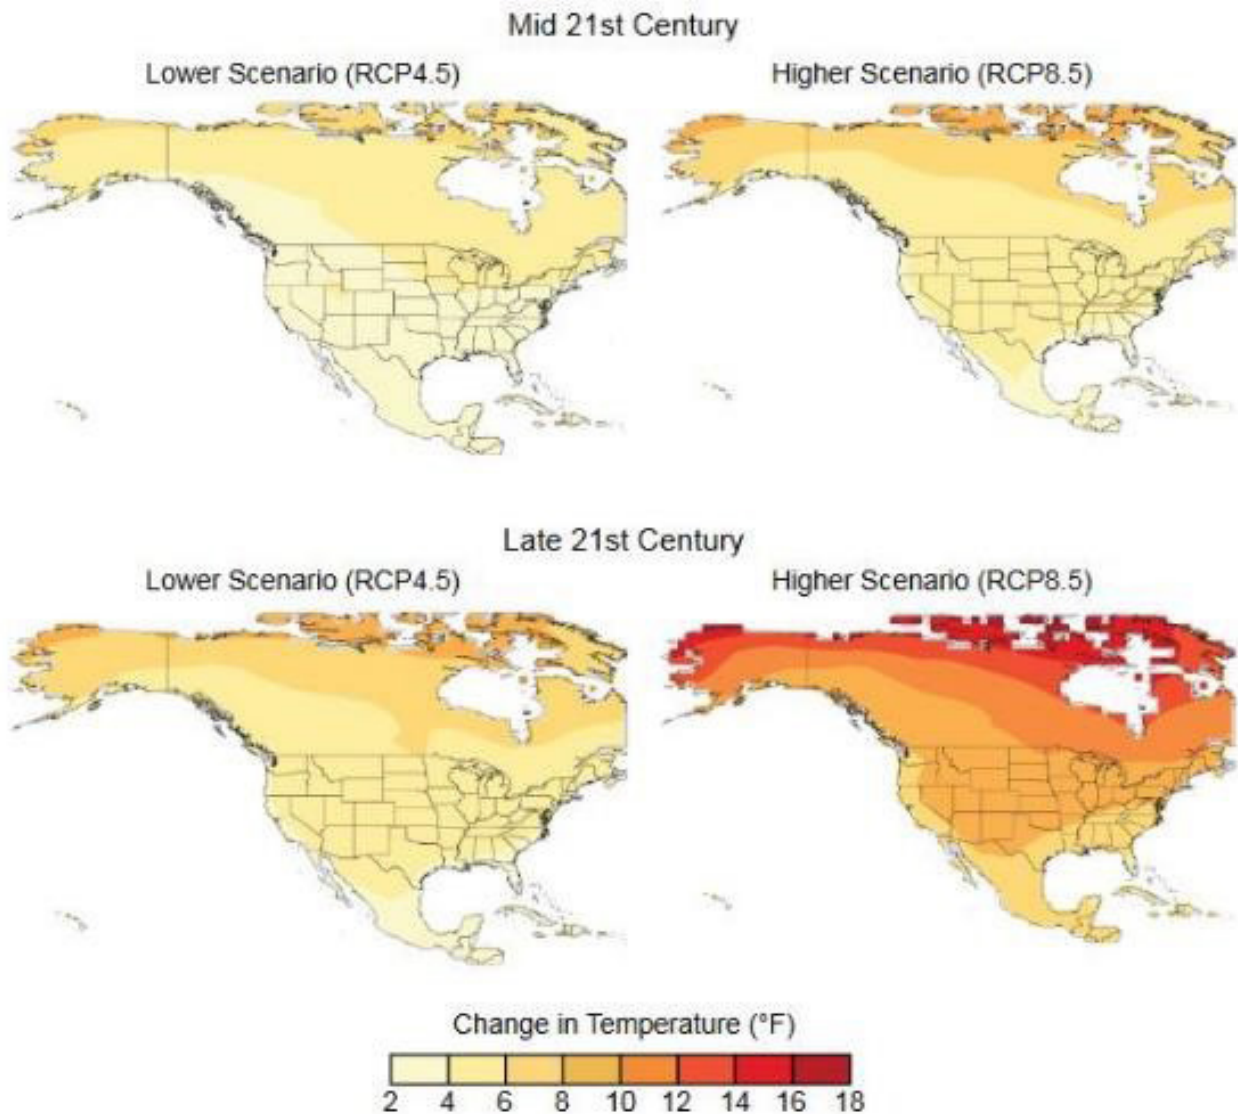 Mid 21st Century
Lower Scenario (RCP4.5)
Higher Scenario (RCP8.5)
Late 21st Century
Lower Scenario (RCP4.5)
Higher Scenario (RCP8.5)
Change in Temperature (°F)
2 4 6 8 10 12 14 16 18